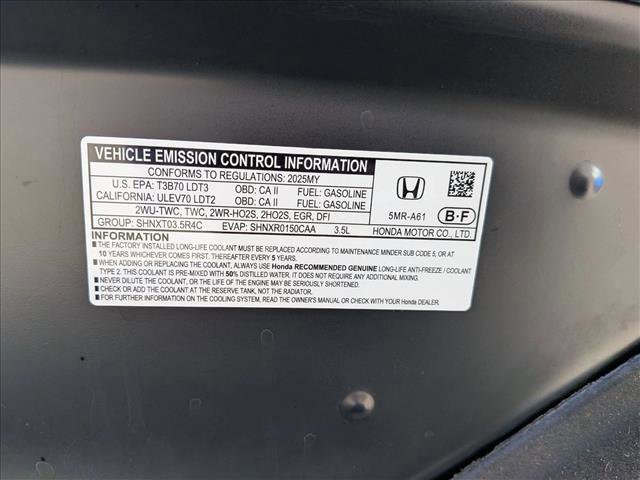 VEHICLE EMISSION CONTROL INFORMATION
CONFORMS TO REGULATIONS: 2025MY
U.S. EPA: T3B70 LDT3 OBD: CA II FUEL: GASOLINE
CALIFORNIA: ULEV70 LDT2 OBD: CA II FUEL: GASOLINE
2WU-TWC, TWC, 2WR-HO2S, 2HO2S, EGR, DFI
GROUP: SHNXT03.5R4C EVAP: SHNXR0150CAA 3.5L
5MR-A61 B·F
HONDA MOTOR CO., LTD.
INFORMATION
■ THE FACTORY INSTALLED LONG-LIFE COOLANT MUST BE REPLACED ACCORDING TO MAINTENANCE MINDER SUB CODE 5, OR AT
10 YEARS WHICHEVER COMES FIRST. THEREAFTER EVERY 5 YEARS.
■ WHEN ADDING OR REPLACING THE COOLANT, ALWAYS USE Honda RECOMMENDED GENUINE LONG-LIFE ANTI-FREEZE / COOLANT
TYPE 2. THIS COOLANT IS PRE-MIXED WITH 50% DISTILLED WATER. IT DOES NOT REQUIRE ANY ADDITIONAL MIXING.
■ NEVER DILUTE THE COOLANT, OR THE LIFE OF THE ENGINE MAY BE SERIOUSLY SHORTENED.
■ CHECK OR ADD THE COOLANT AT THE RESERVE TANK, NOT THE RADIATOR.
■ FOR FURTHER INFORMATION ON THE COOLING SYSTEM, READ THE OWNER'S MANUAL OR CHECK WITH YOUR Honda DEALER.